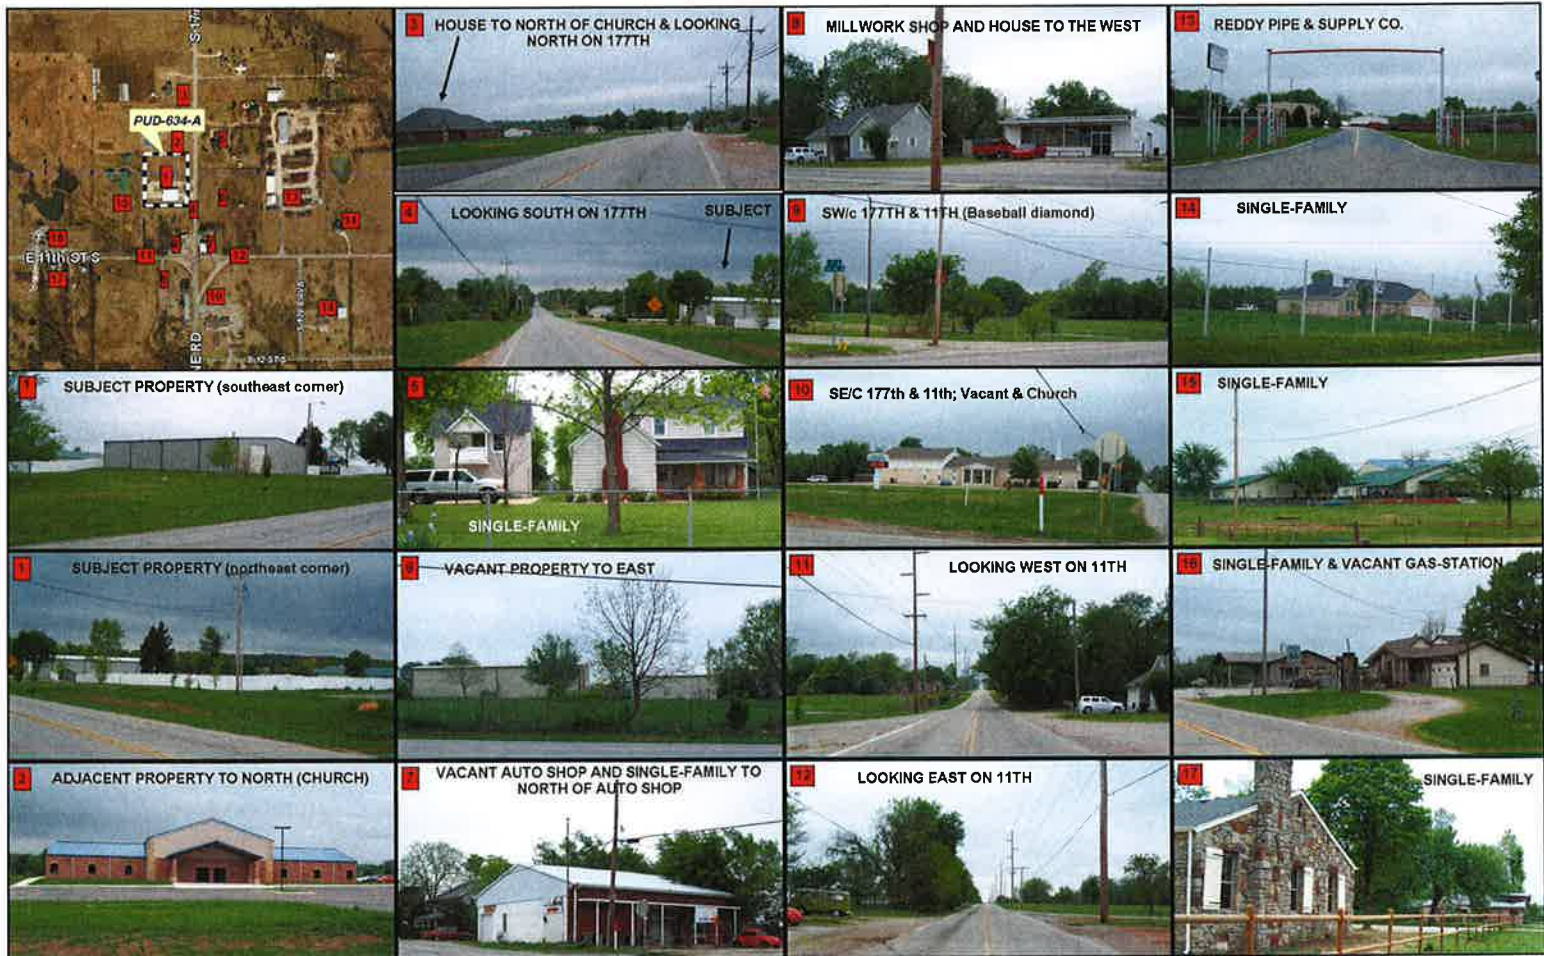 S-177
PUD-634-A
E 11th ST S
NERD
E 12 ST S
3 HOUSE TO NORTH OF CHURCH & LOOKING
NORTH ON 177TH
8 MILLWORK SHOP AND HOUSE TO THE WEST
13 REDDY PIPE & SUPPLY CO.
4 LOOKING SOUTH ON 177TH
SUBJECT
9 SW/c 177TH & 11TH (Baseball diamond)
14 SINGLE-FAMILY
1 SUBJECT PROPERTY (southeast corner)
5
SINGLE-FAMILY
10 SE/C 177th & 11th; Vacant & Church
15 SINGLE-FAMILY
1 SUBJECT PROPERTY (northeast corner)
6 VACANT PROPERTY TO EAST
11 LOOKING WEST ON 11TH
16 SINGLE-FAMILY & VACANT GAS-STATION
2 ADJACENT PROPERTY TO NORTH (CHURCH)
7 VACANT AUTO SHOP AND SINGLE-FAMILY TO
NORTH OF AUTO SHOP
12 LOOKING EAST ON 11TH
17 SINGLE-FAMILY